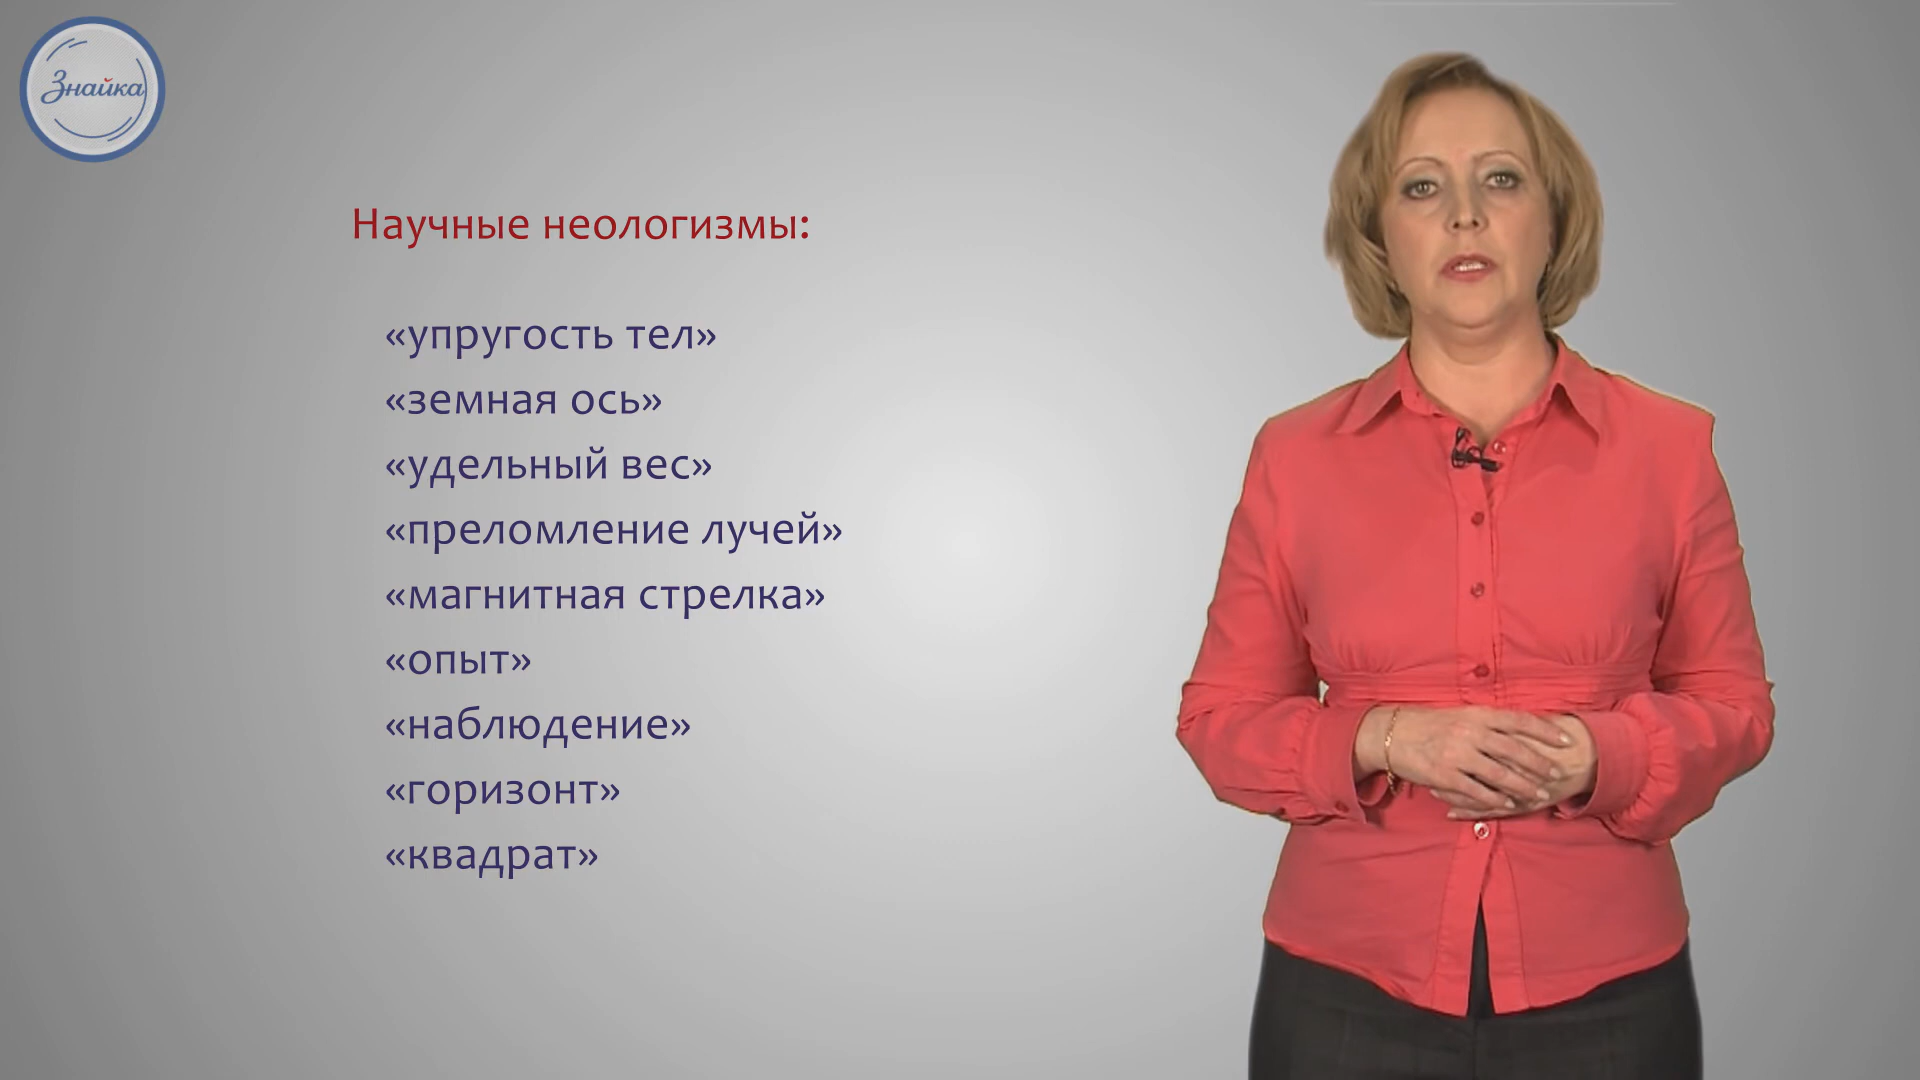 Знайка
Научные неологизмы:
«упругость тел»
«земная ось»
«удельный вес»
«преломление лучей»
«магнитная стрелка»
«опыт»
«наблюдение»
«горизонт»
«квадрат»